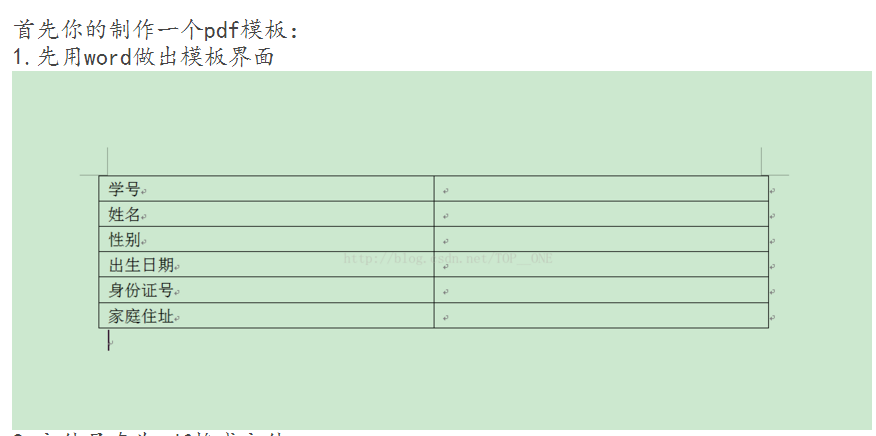 首先你的制作一个pdf模板：
1.先用word做出模板界面
学号
姓名
性别
http://blog.csdn.net/TOP__ONE
出生日期
身份证号
家庭住址